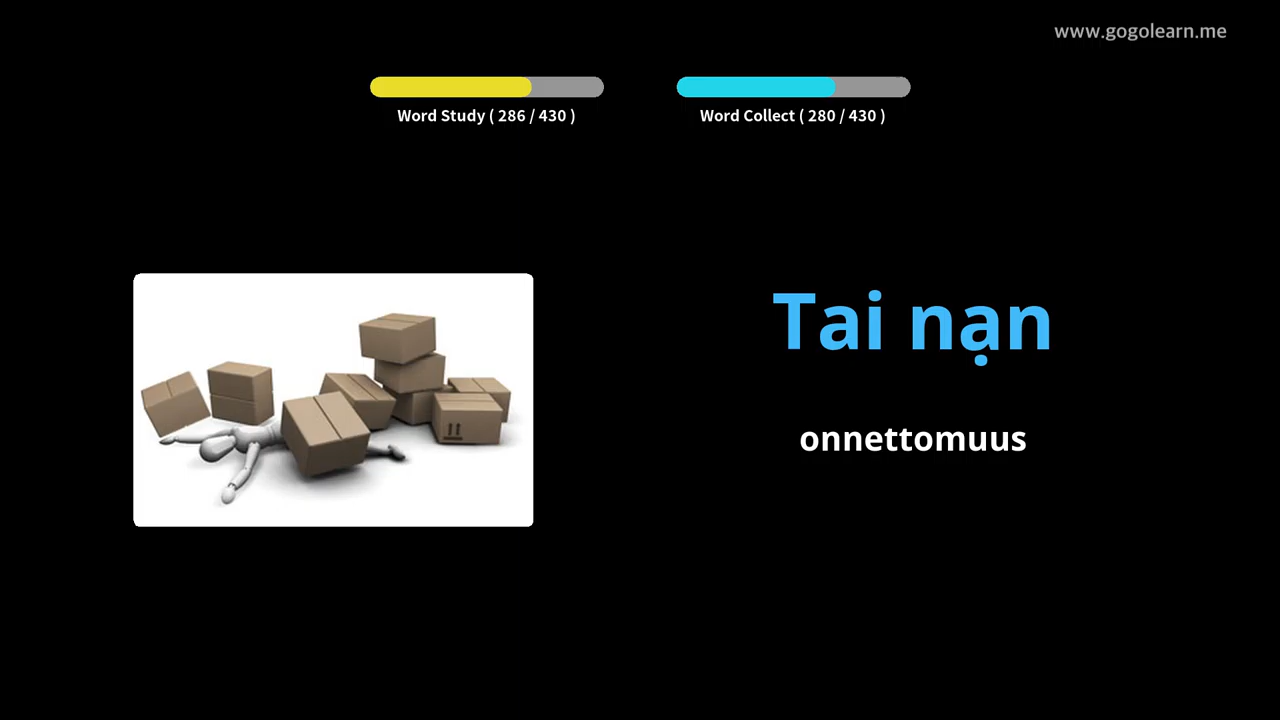 www.gogolearn.me
Word Study ( 286 / 430 )
Word Collect ( 280 / 430 )
Tai nạn
onnettomuus